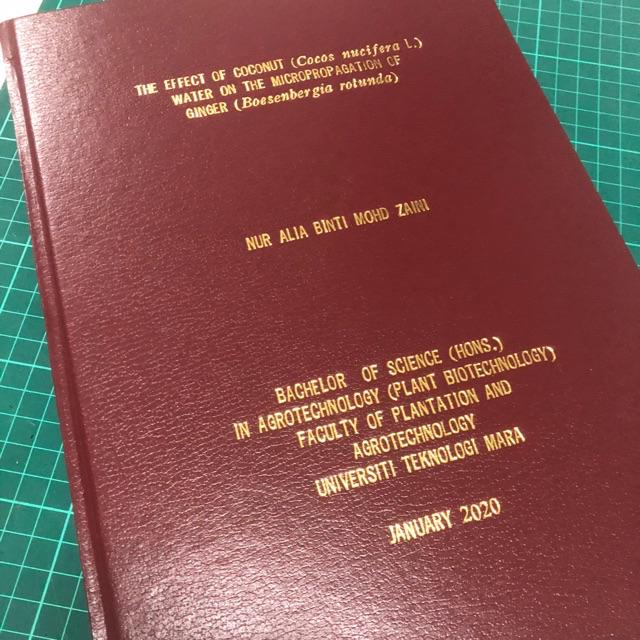 THE EFFECT OF COCONUT (Cocos nucifera L.)
WATER ON THE MICROPROPAGATION OF
GINGER (Boesenbergia rotunda)
NUR ALIA BINTI MOHD ZAINI
BACHELOR OF SCIENCE (HONS.)
IN AGROTECHNOLOGY (PLANT BIOTECHNOLOGY)
FACULTY OF PLANTATION AND
AGROTECHNOLOGY
UNIVERSITI TEKNOLOGI MARA
JANUARY 2020